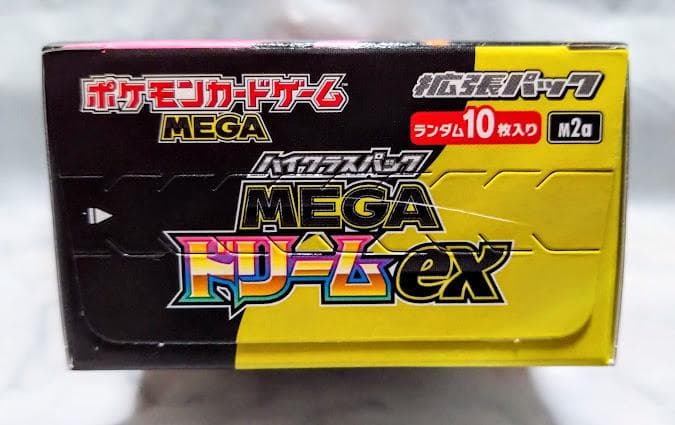 ポケモンカードゲーム
MEGA
拡張パック
ランダム10枚入り
M2a
ハイクラスパック
MEGA
ドリームex